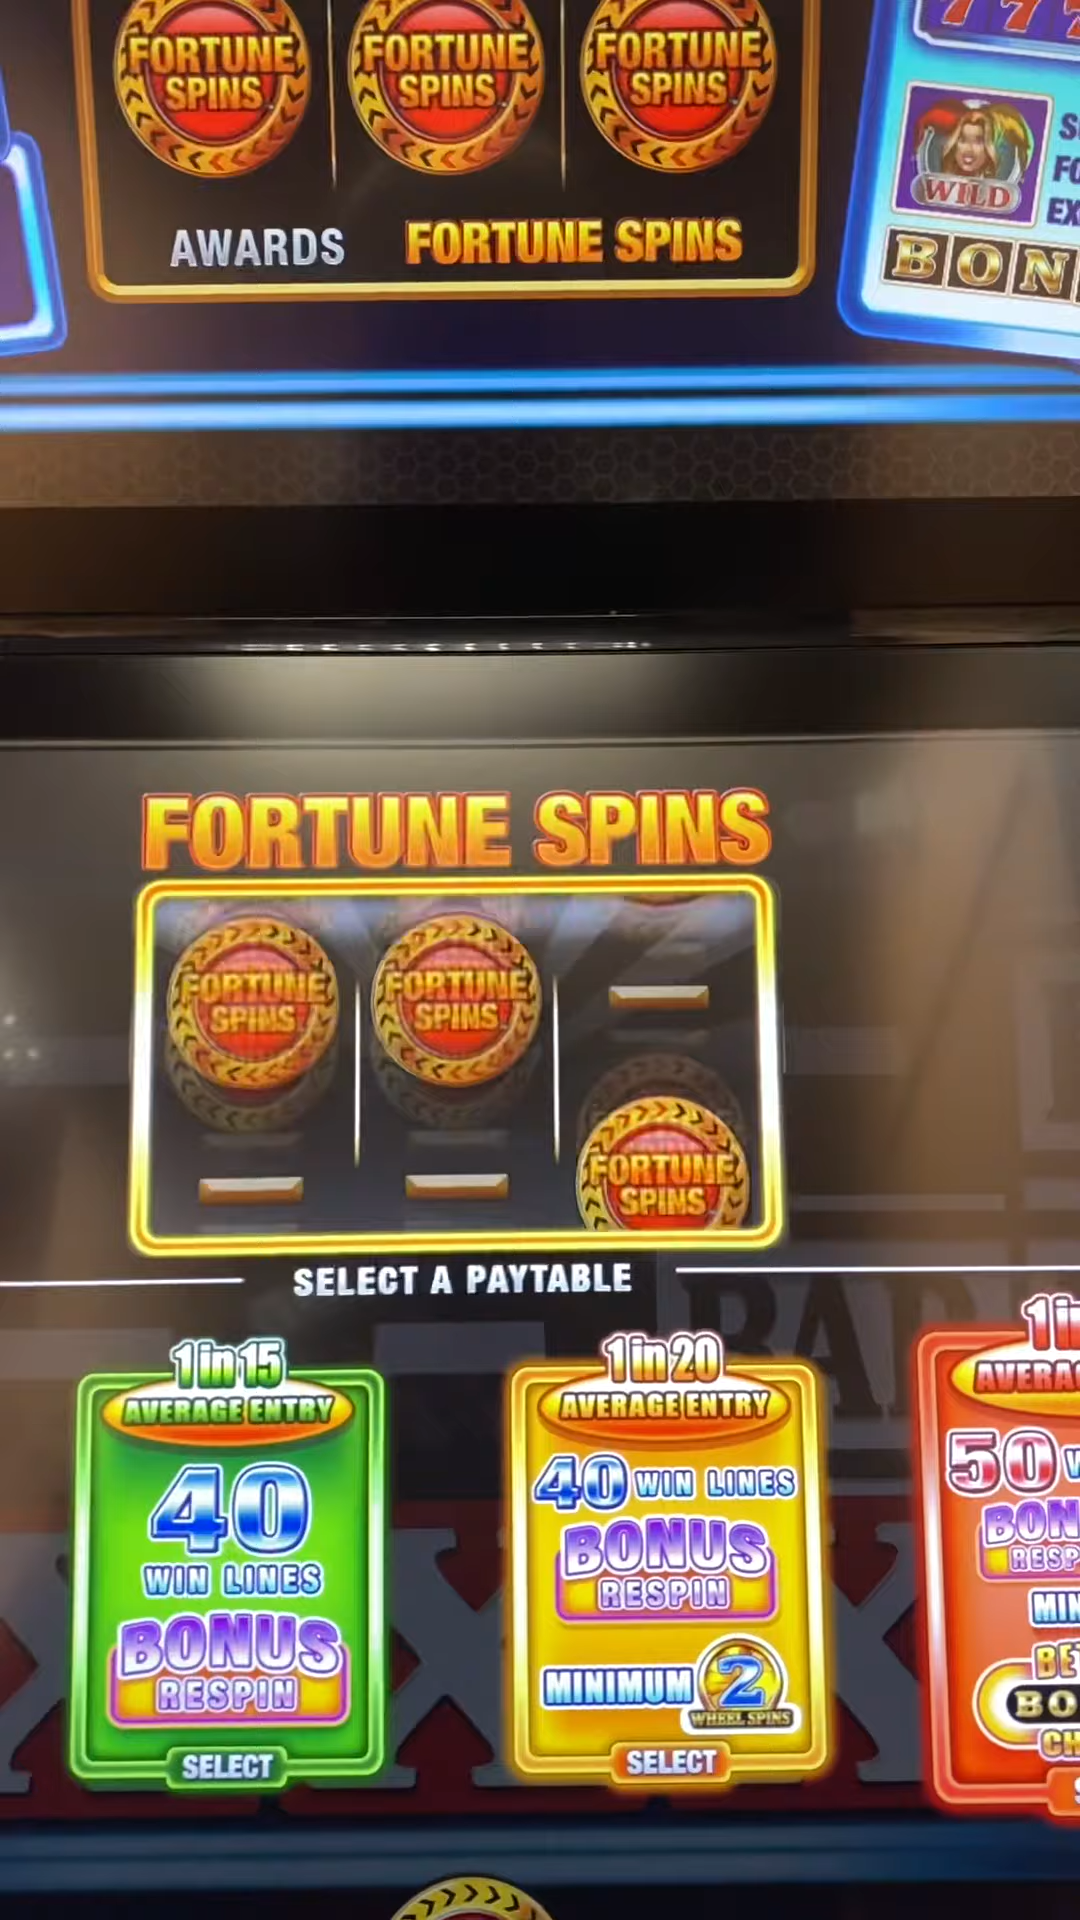 FORTUNE
SPINS
FORTUNE
SPINS
FORTUNE
SPINS
AWARDS FORTUNE SPINS
WILD
FORTUNE SPINS
FORTUNE
SPINS
FORTUNE
SPINS
FORTUNE
SPINS
SELECT A PAYTABLE
1 in 15
AVERAGE ENTRY
40
WIN LINES
BONUS
RESPIN
SELECT
1 in 20
AVERAGE ENTRY
40 WIN LINES
BONUS
RESPIN
MINIMUM 2
WHEEL SPINS
SELECT
50